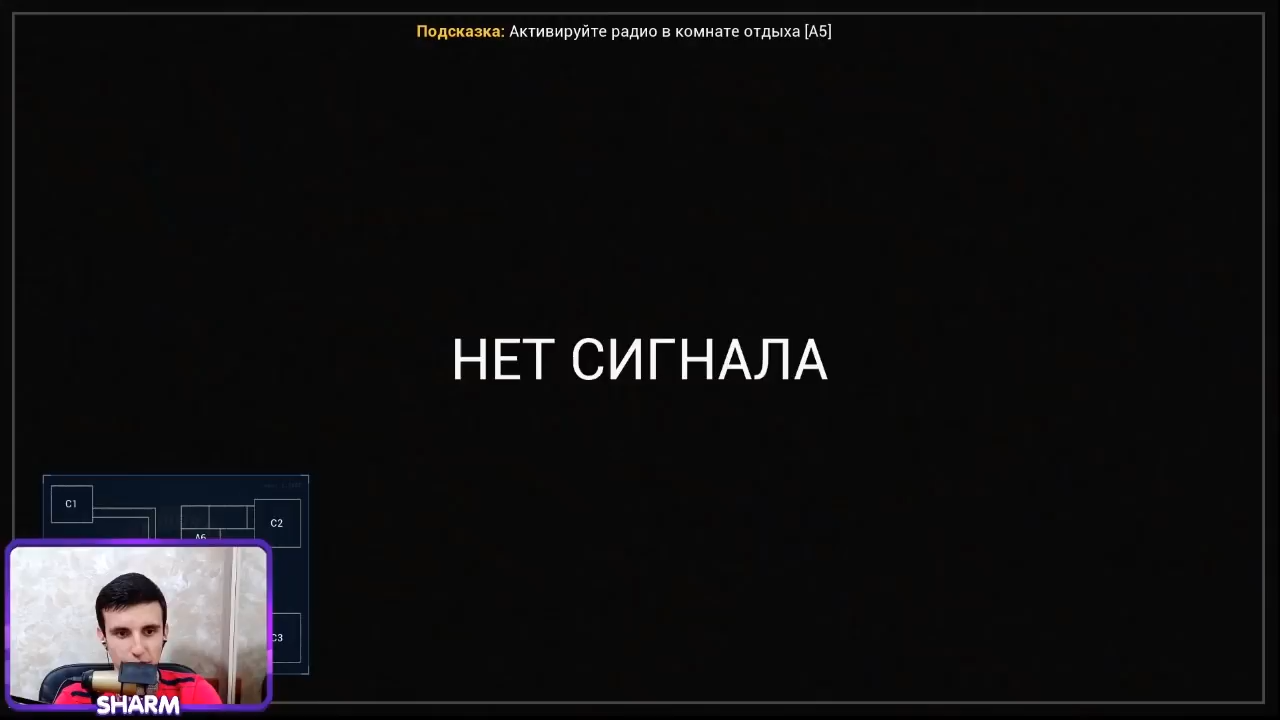 Подсказка: Активируйте радио в комнате отдыха [A5]
НЕТ СИГНАЛА
C1
C2
A6
C3
SHARM